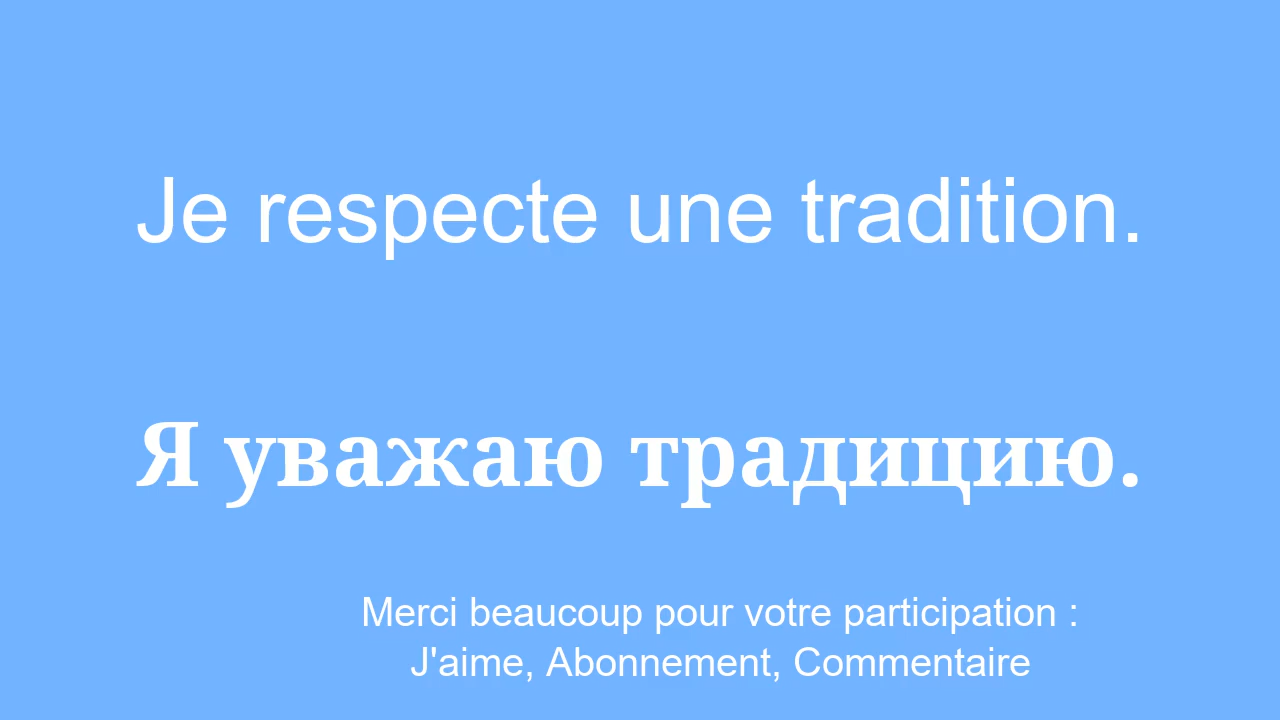 Je respecte une tradition.
Я уважаю традицию.
Merci beaucoup pour votre participation :
J'aime, Abonnement, Commentaire